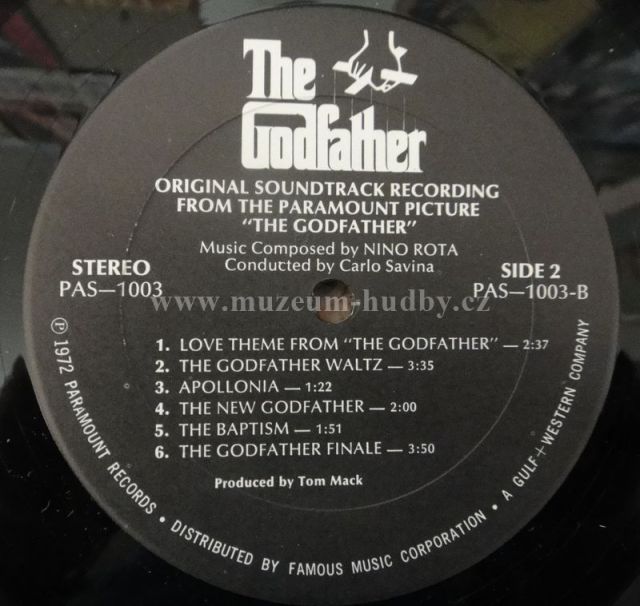 The
Godfather
ORIGINAL SOUNDTRACK RECORDING
FROM THE PARAMOUNT PICTURE
"THE GODFATHER"
Music Composed by NINO ROTA
Conducted by Carlo Savina
STEREO
PAS—1003
SIDE 2
PAS—1003-B
www.muzeum-hudby.cz
1. LOVE THEME FROM "THE GODFATHER" — 2:37
2. THE GODFATHER WALTZ — 3:35
3. APOLLONIA — 1:22
4. THE NEW GODFATHER — 2:00
5. THE BAPTISM — 1:51
6. THE GODFATHER FINALE — 3:50
Produced by Tom Mack
℗ 1972 PARAMOUNT RECORDS • DISTRIBUTED BY FAMOUS MUSIC CORPORATION • A GULF+WESTERN COMPANY